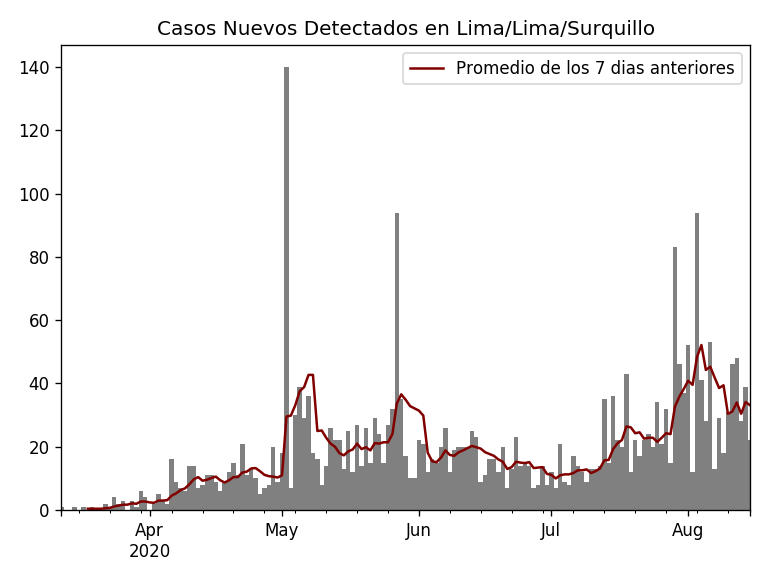 Casos Nuevos Detectados en Lima/Lima/Surquillo
Promedio de los 7 dias anteriores
140
120
100
80
60
40
20
0
Apr
2020
May
Jun
Jul
Aug